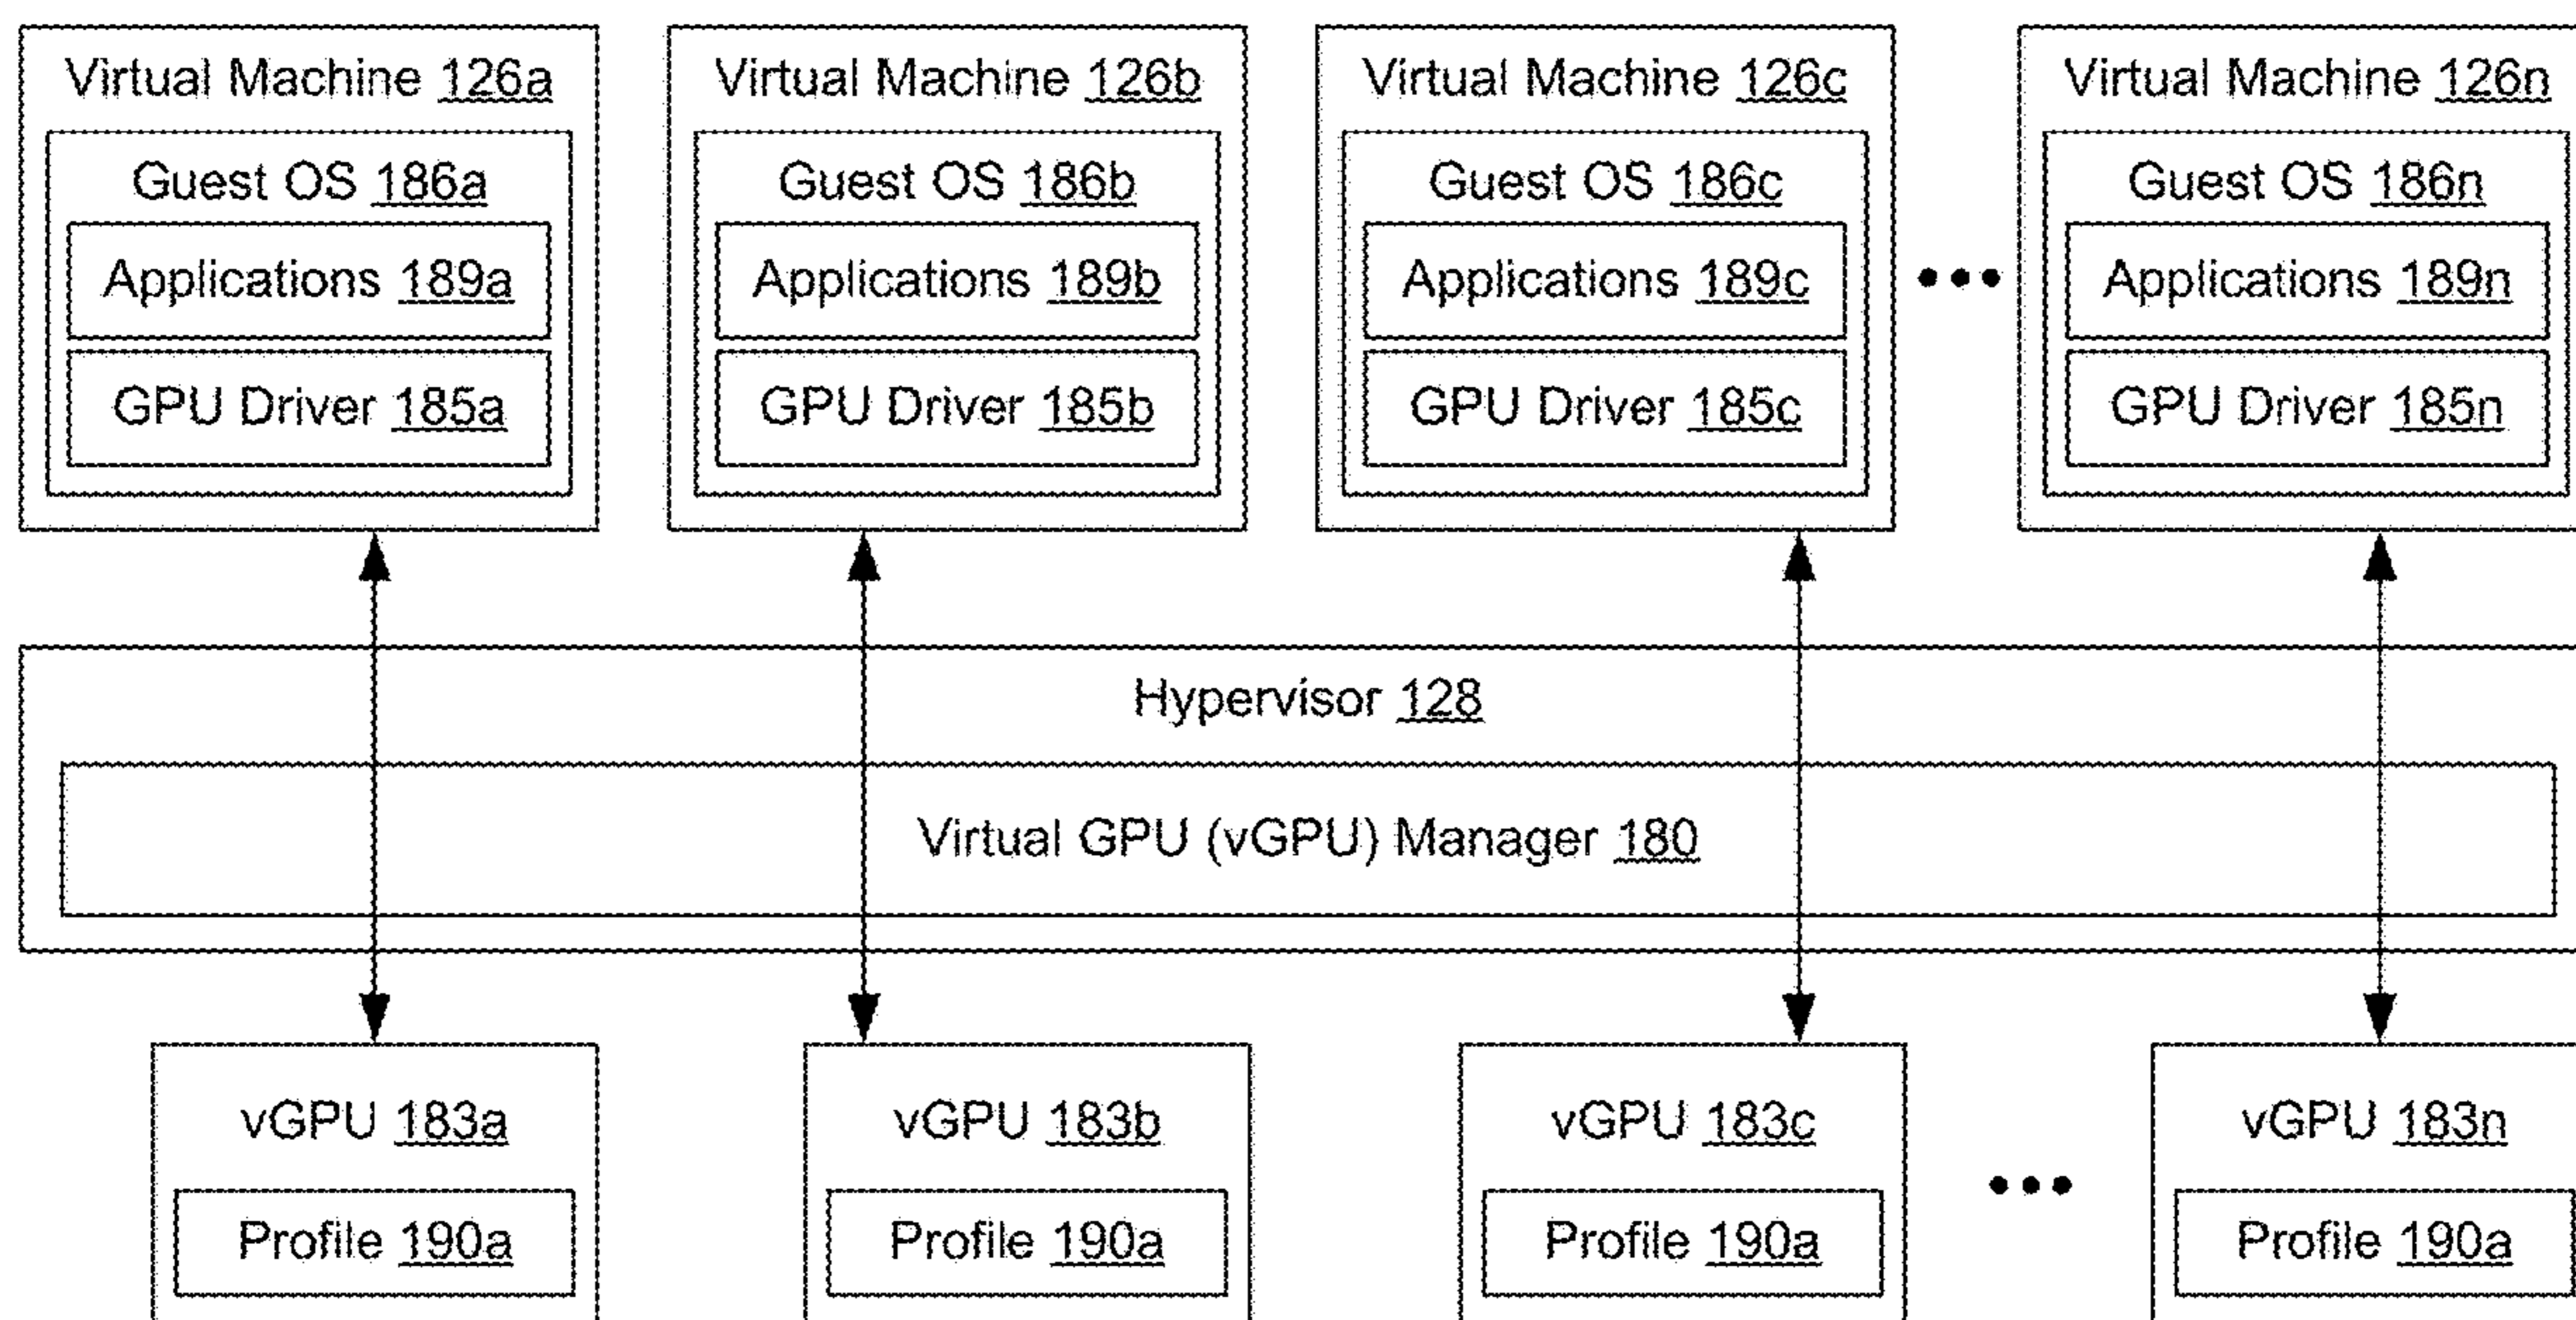 Virtual Machine 126a
Guest OS 186a
Applications 189a
GPU Driver 185a
Virtual Machine 126b
Guest OS 186b
Applications 189b
GPU Driver 185b
Virtual Machine 126c
Guest OS 186c
Applications 189c
GPU Driver 185c
Virtual Machine 126n
Guest OS 186n
Applications 189n
GPU Driver 185n
Hypervisor 128
Virtual GPU (vGPU) Manager 180
vGPU 183a
Profile 190a
vGPU 183b
Profile 190a
vGPU 183c
Profile 190a
vGPU 183n
Profile 190a